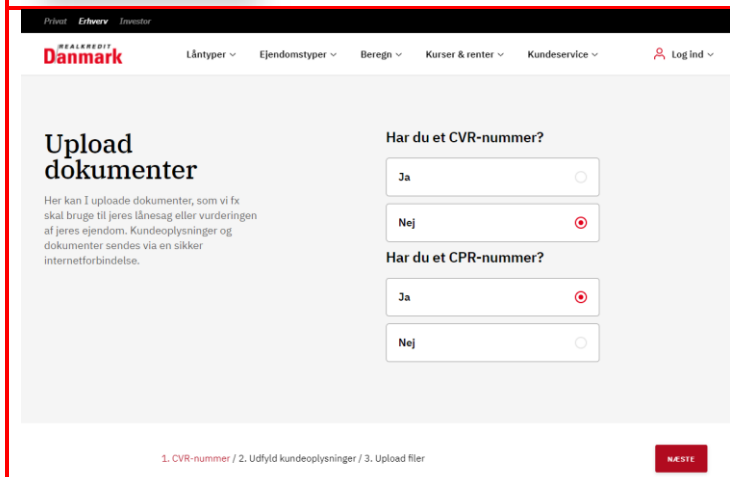 Privat Erhverv Investor
REALKREDIT
Danmark
Låntyper Ejendomstyper Beregn Kurser & renter Kundeservice Log ind
Upload
dokumenter
Her kan I uploade dokumenter, som vi fx
skal bruge til jeres lånesag eller vurderingen
af jeres ejendom. Kundeoplysninger og
dokumenter sendes via en sikker
internetforbindelse.
Har du et CVR-nummer?
Ja
Nej
Har du et CPR-nummer?
Ja
Nej
1. CVR-nummer / 2. Udfyld kundeoplysninger / 3. Upload filer
NÆSTE